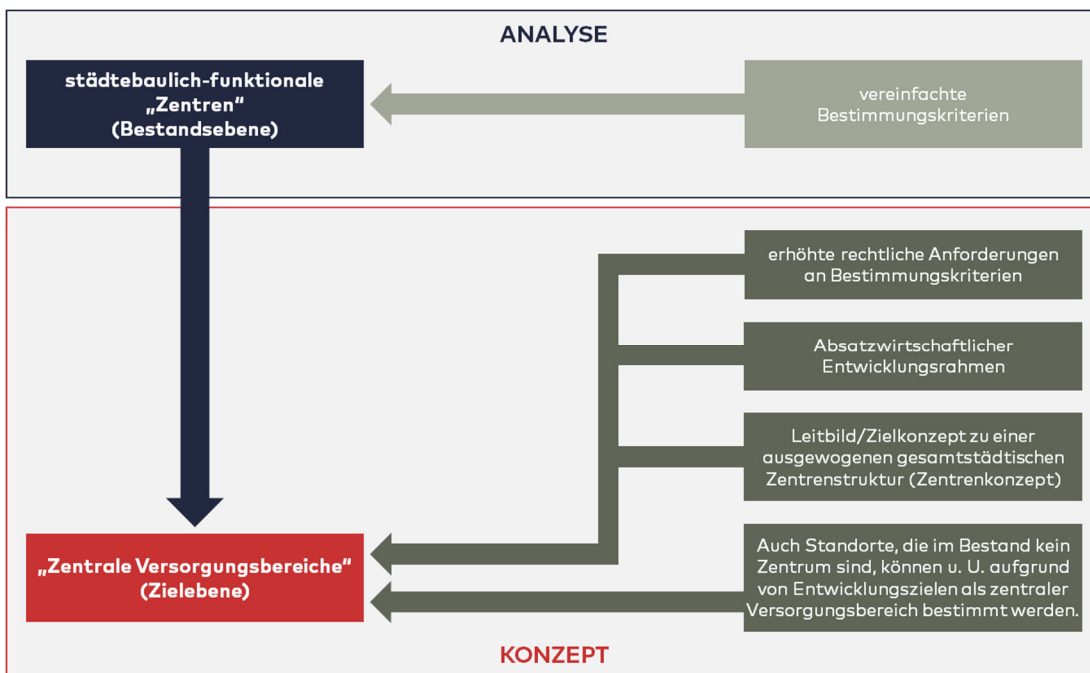 ANALYSE
städtebaulich-funktionale
„Zentren“
(Bestandsebene)
vereinfachte
Bestimmungskriterien
erhöhte rechtliche Anforderungen
an Bestimmungskriterien
Absatzwirtschaftlicher
Entwicklungsrahmen
Leitbild/Zielkonzept zu einer
ausgewogenen gesamtstädtischen
Zentrenstruktur (Zentrenkonzept)
„Zentrale Versorgungsbereiche“
(Zielebene)
Auch Standorte, die im Bestand kein
Zentrum sind, können u. U. aufgrund
von Entwicklungszielen als zentraler
Versorgungsbereich bestimmt werden.
KONZEPT